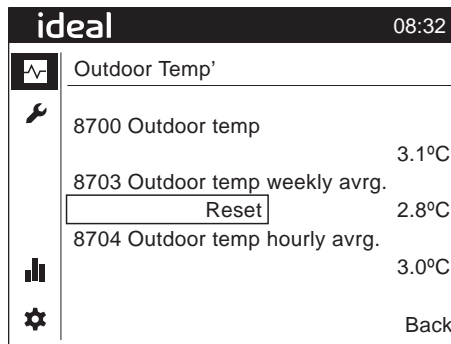 ideal 08:32
Outdoor Temp'
8700 Outdoor temp
3.1ºC
8703 Outdoor temp weekly avrg.
Reset 2.8ºC
8704 Outdoor temp hourly avrg.
3.0ºC
Back